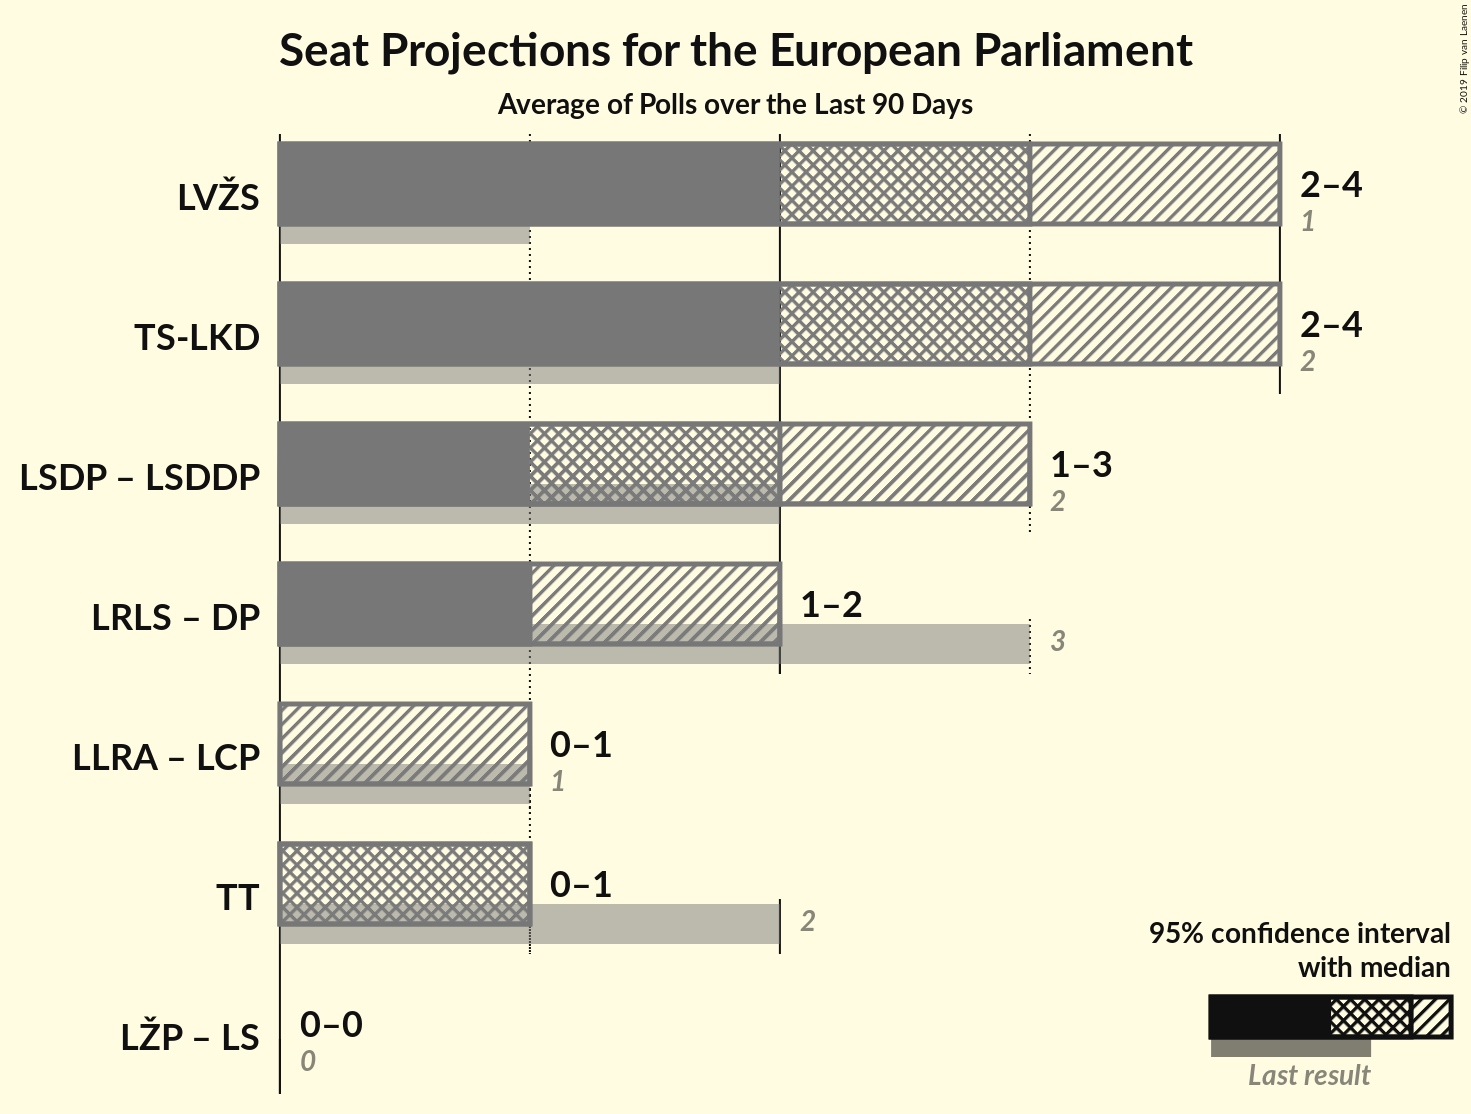 Seat Projections for the European Parliament
Average of Polls over the Last 90 Days
© 2019 Filip van Laenen
LVŽS
2–4
1
TS-LKD
2–4
2
LSDP – LSDDP
1–3
2
LRLS – DP
1–2
3
LLRA – LCP
0–1
1
TT
0–1
2
LŽP – LS
0–0
0
95% confidence interval
with median
Last result